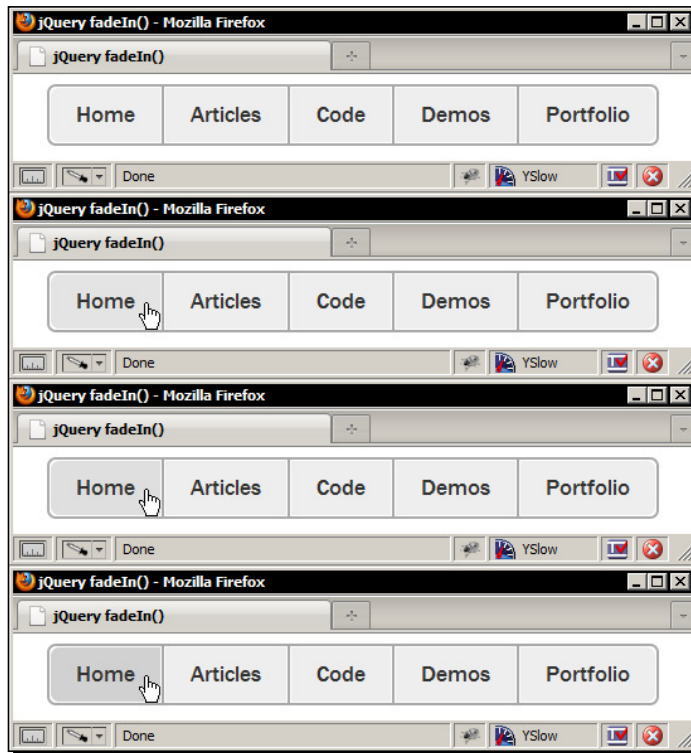 jQuery fadeIn() - Mozilla Firefox
jQuery fadeIn()
Home Articles Code Demos Portfolio
Done YSlow
jQuery fadeIn() - Mozilla Firefox
jQuery fadeIn()
Home Articles Code Demos Portfolio
Done YSlow
jQuery fadeIn() - Mozilla Firefox
jQuery fadeIn()
Home Articles Code Demos Portfolio
Done YSlow
jQuery fadeIn() - Mozilla Firefox
jQuery fadeIn()
Home Articles Code Demos Portfolio
Done YSlow